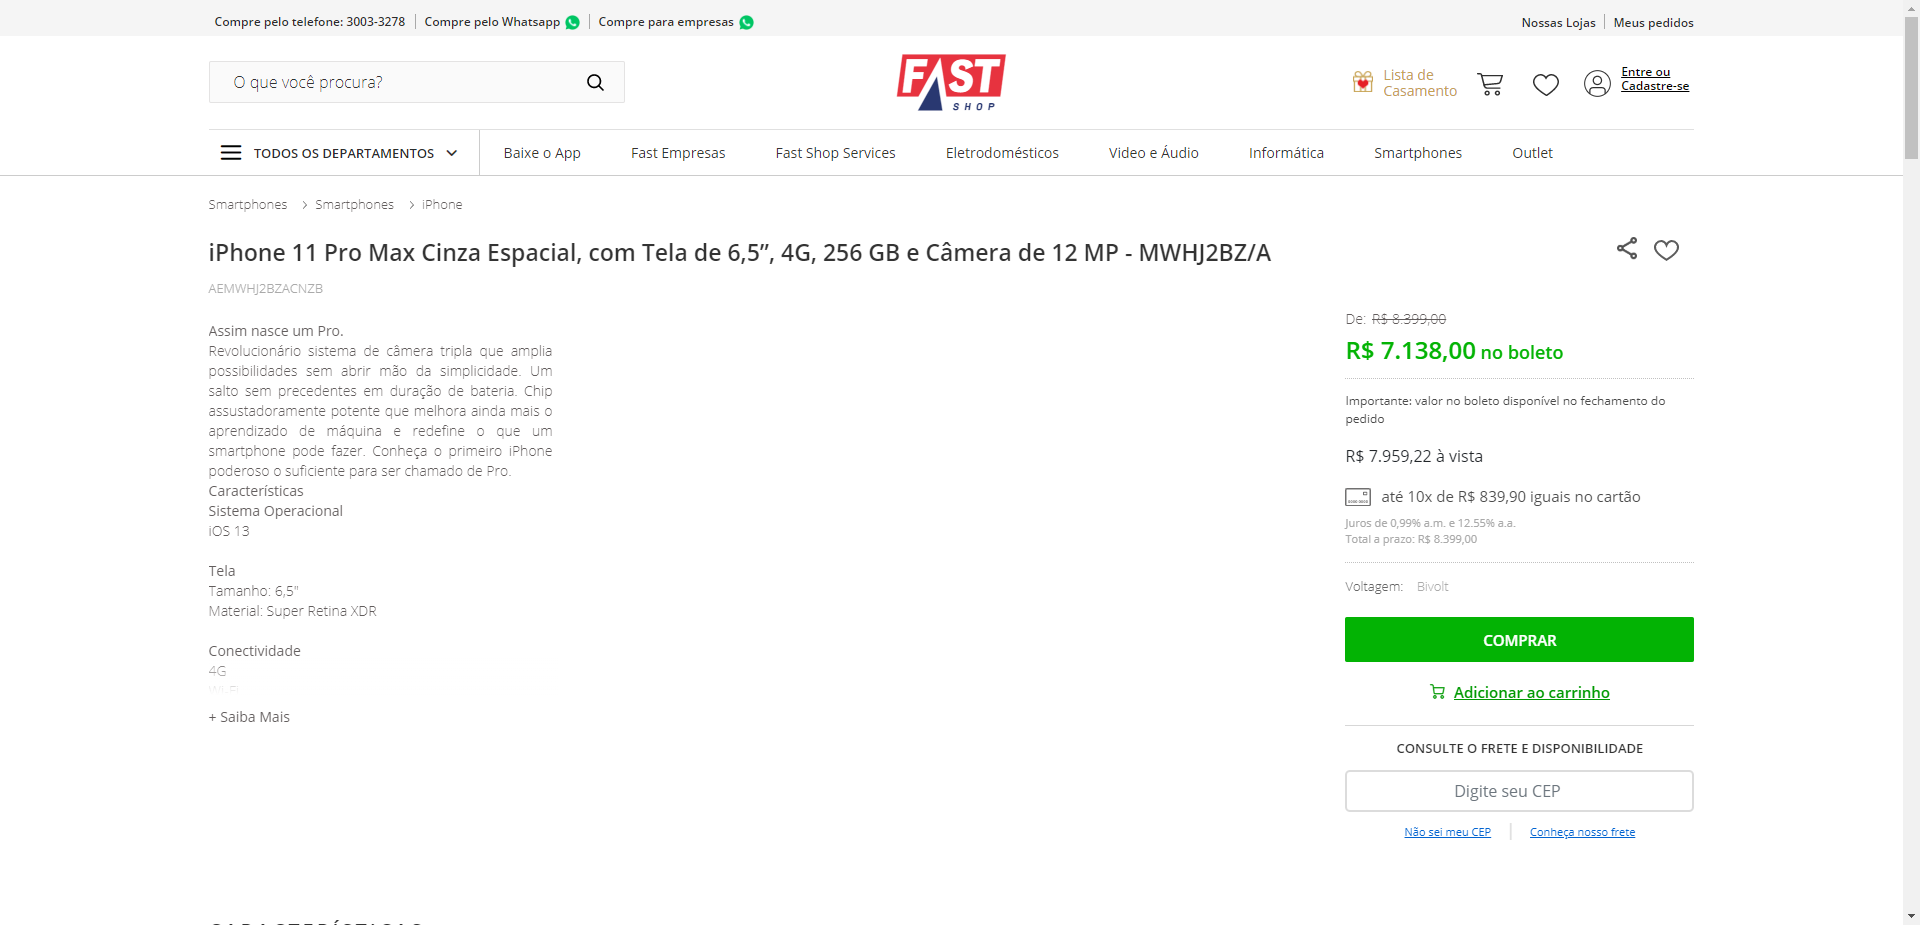 Compre pelo telefone: 3003-3278
Compre pelo Whatsapp
Compre para empresas
Nossas Lojas
Meus pedidos
O que você procura?
FAST
SHOP
Lista de
Casamento
Entre ou
Cadastre-se
TODOS OS DEPARTAMENTOS
Baixe o App
Fast Empresas
Fast Shop Services
Eletrodomésticos
Video e Áudio
Informática
Smartphones
Outlet
Smartphones
Smartphones
iPhone
iPhone 11 Pro Max Cinza Espacial, com Tela de 6,5”, 4G, 256 GB e Câmera de 12 MP - MWHJ2BZ/A
AEMWHJ2BZACNZB
Assim nasce um Pro.
Revolucionário sistema de câmera tripla que amplia
possibilidades sem abrir mão da simplicidade. Um
salto sem precedentes em duração de bateria. Chip
assustadoramente potente que melhora ainda mais o
aprendizado de máquina e redefine o que um
smartphone pode fazer. Conheça o primeiro iPhone
poderoso o suficiente para ser chamado de Pro.
Características
Sistema Operacional
iOS 13
Tela
Tamanho: 6,5"
Material: Super Retina XDR
Conectividade
4G
Wi-Fi
+ Saiba Mais
De: R$ 8.399,00
R$ 7.138,00 no boleto
Importante: valor no boleto disponível no fechamento do
pedido
R$ 7.959,22 à vista
até 10x de R$ 839,90 iguais no cartão
Juros de 0,99% a.m. e 12.55% a.a.
Total a prazo: R$ 8.399,00
Voltagem: Bivolt
COMPRAR
Adicionar ao carrinho
CONSULTE O FRETE E DISPONIBILIDADE
Digite seu CEP
Não sei meu CEP
Conheça nosso frete
CARACTERÍSTICAS